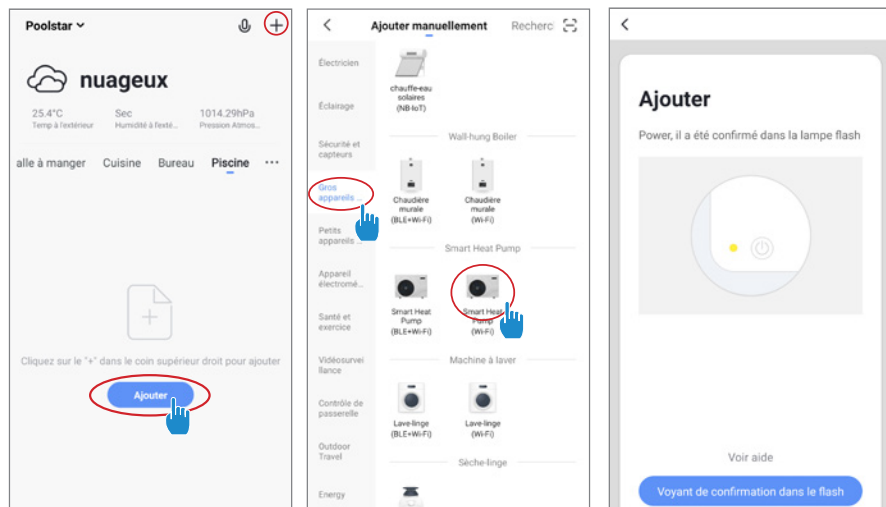 Poolstar
nuageux
25.4°C Sec 1014.29hPa
Temp à l'extérieur Humidité à l'exté... Pression Atmos...
alle à manger Cuisine Bureau Piscine ...
Cliquez sur le "+" dans le coin supérieur droit pour ajouter
Ajouter
Ajouter manuellement Recherc
Électricien
Éclairage
Sécurité et
capteurs
Gros
appareils ...
Petits
appareils ...
Appareil
électromé...
Santé et
exercice
Vidéosurvei
llance
Contrôle de
passerelle
Outdoor
Travel
Energy
chauffe-eau
solaires
(NB-IoT)
Wall-hung Boiler
Chaudière
murale
(BLE+Wi-Fi)
Chaudière
murale
(Wi-Fi)
Smart Heat Pump
Smart Heat
Pump
(BLE+Wi-Fi)
Smart Heat
Pump
(Wi-Fi)
Machine à laver
Lave-linge
(BLE+Wi-Fi)
Lave-linge
(Wi-Fi)
Sèche-linge
Ajouter
Power, il a été confirmé dans la lampe flash
Voir aide
Voyant de confirmation dans le flash